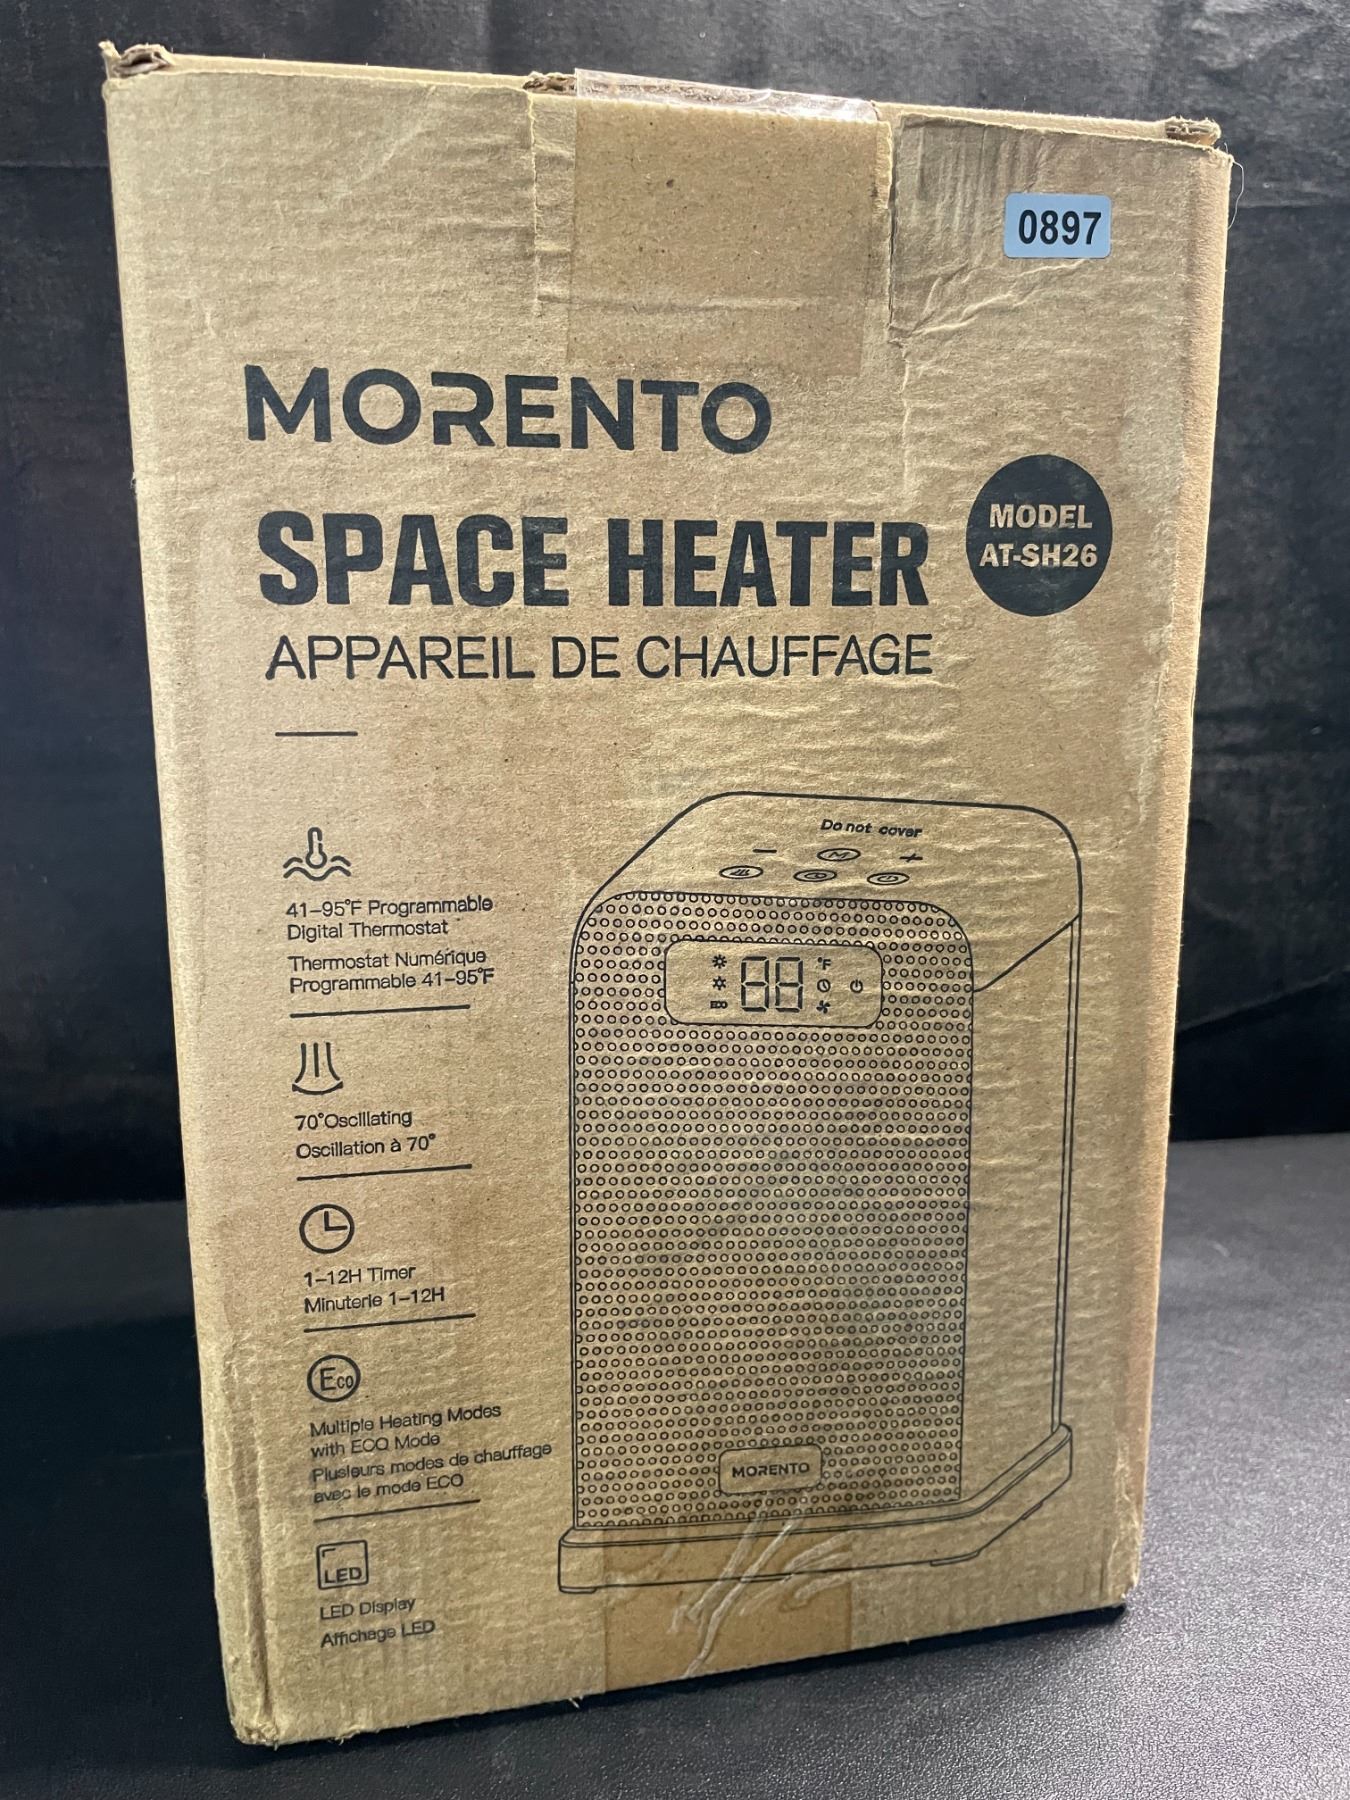 0897
MORENTO
SPACE HEATER
APPAREIL DE CHAUFFAGE
MODEL
AT-SH26
41–95°F Programmable
Digital Thermostat
Thermostat Numérique
Programmable 41–95°F
70°Oscillating
Oscillation à 70°
1–12H Timer
Minuterie 1–12H
Eco
Multiple Heating Modes
with ECO Mode
Plusieurs modes de chauffage
avec le mode ECO
LED
LED Display
Affichage LED
Do not cover
— M +
88 °F
ECO
MORENTO